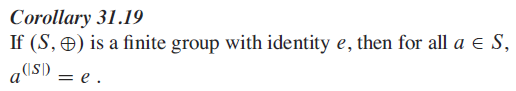 Corollary 31.19
If (S, ⊕) is a finite group with identity e, then for all a ∈ S,
a^(|S|) = e .